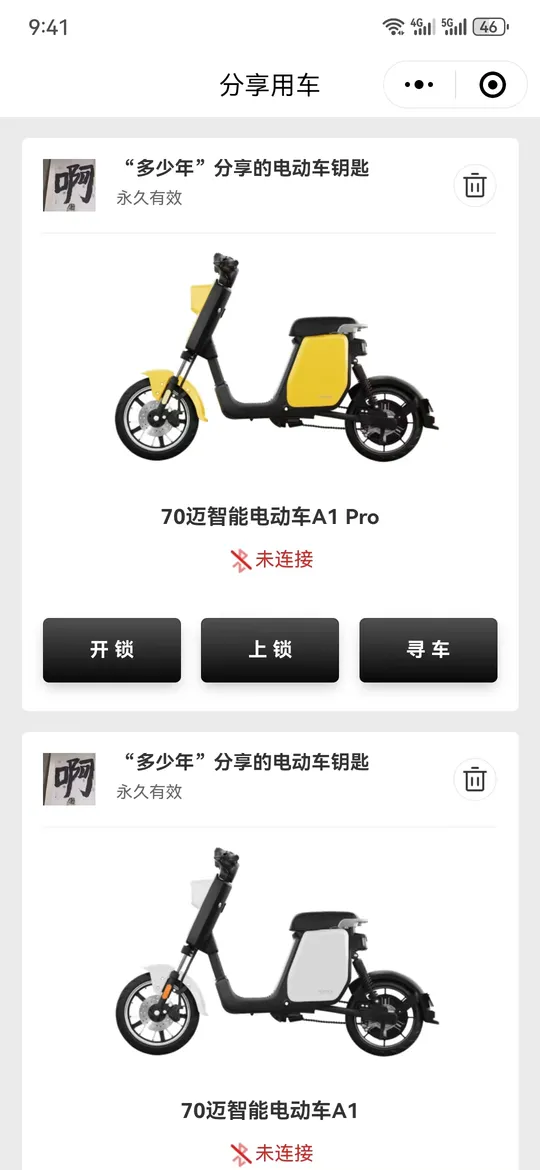 9:41
4G
5G
46
分享用车
啊
“多少年”分享的电动车钥匙
永久有效
70迈智能电动车A1 Pro
未连接
开锁
上锁
寻车
啊
“多少年”分享的电动车钥匙
永久有效
70迈智能电动车A1
未连接